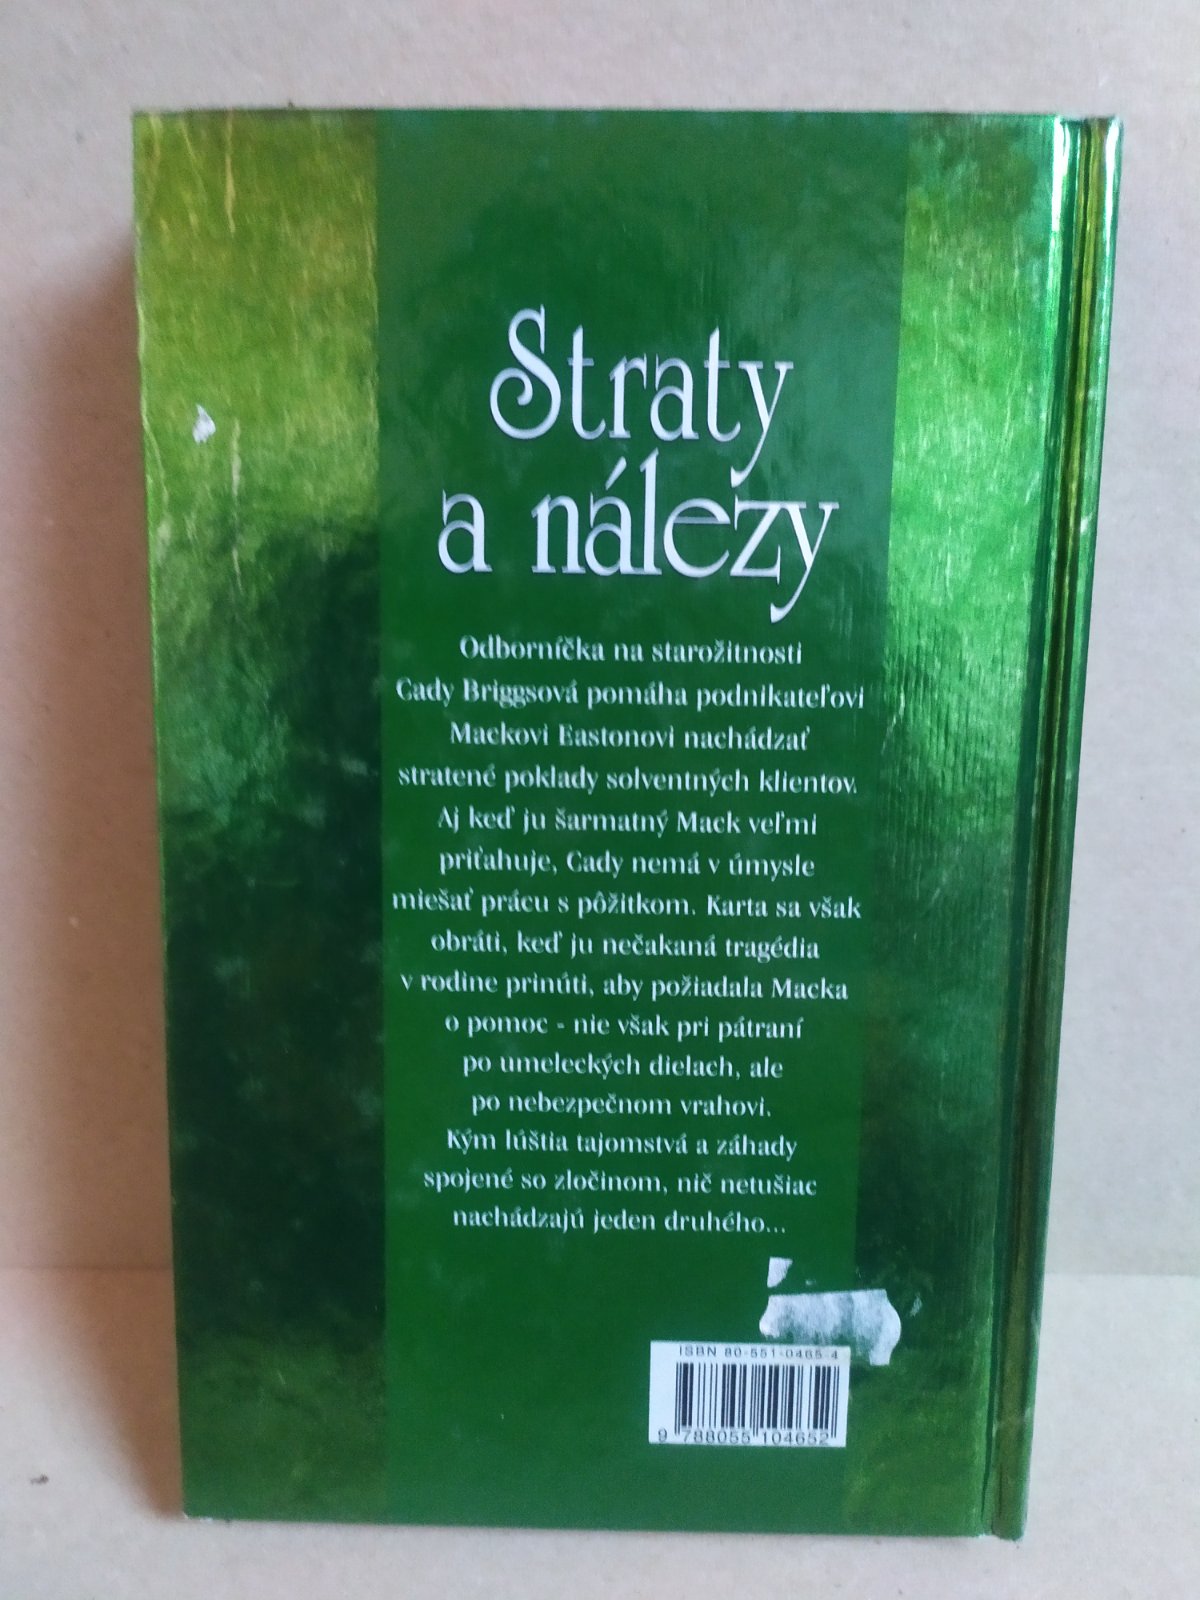 Straty
a nálezy
Odborníčka na starožitnosti
Cady Briggsová pomáha podnikateľovi
Mackovi Eastonovi nachádzať
stratené poklady solventných klientov.
Aj keď ju šarmatný Mack veľmi
priťahuje, Cady nemá v úmysle
miešať prácu s pôžitkom. Karta sa však
obráti, keď ju nečakaná tragédia
v rodine prinúti, aby požiadala Macka
o pomoc - nie však pri pátraní
po umeleckých dielach, ale
po nebezpečnom vrahovi.
Kým lúštia tajomstvá a záhady
spojené so zločinom, nič netušiac
nachádzajú jeden druhého...
ISBN 80-551-0465-4
9 788055 104652